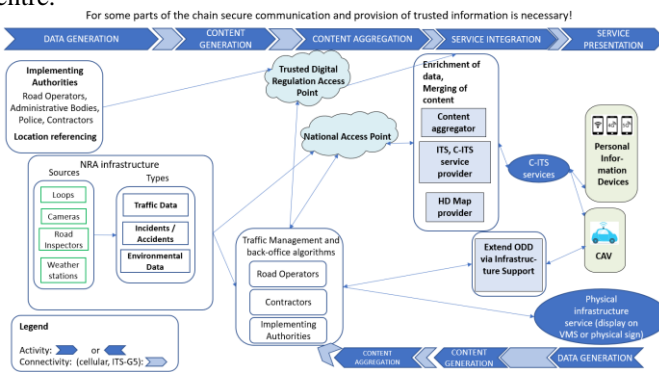 centre.
For some parts of the chain secure communication and provision of trusted information is necessary!
DATA GENERATION
CONTENT
GENERATION
CONTENT AGGREGATION
SERVICE INTEGRATION
SERVICE
PRESENTATION
Implementing
Authorities
Road Operators,
Administrative Bodies,
Police, Contractors
Location referencing
Trusted Digital
Regulation Access
Point
National Access Point
Enrichment of
data,
Merging of
content
Content
aggregator
ITS, C-ITS
service
provider
HD Map
provider
C-ITS
services
Personal
Infor-
mation
Devices
CAV
NRA infrastructure
Sources
Types
Loops
Cameras
Road
Inspectors
Weather
stations
Traffic Data
Incidents /
Accidents
Environmental
Data
Traffic Management and
back-office algorithms
Road Operators
Contractors
Implementing
Authorities
Extend ODD
via Infrastruc-
ture Support
Physical
infrastructure
service (display on
VMS or physical sign)
Legend
Activity: or
Connectivity: (cellular, ITS-G5):
CONTENT
AGGREGATION
CONTENT
GENERATION
DATA GENERATION